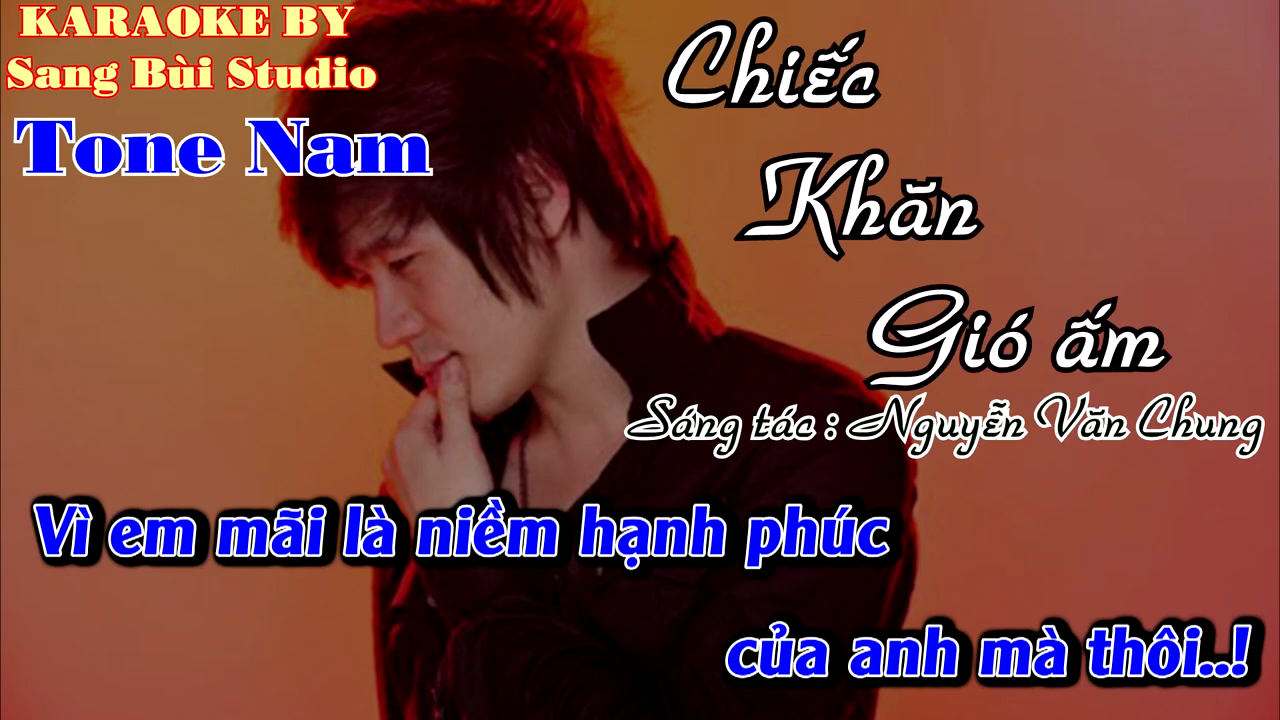 KARAOKE BY
Sang Bùi Studio
Tone Nam
Chiếc
Khăn
Gió ấm
Sáng tác : Nguyễn Văn Chung
Vì em mãi là niềm hạnh phúc
của anh mà thôi..!